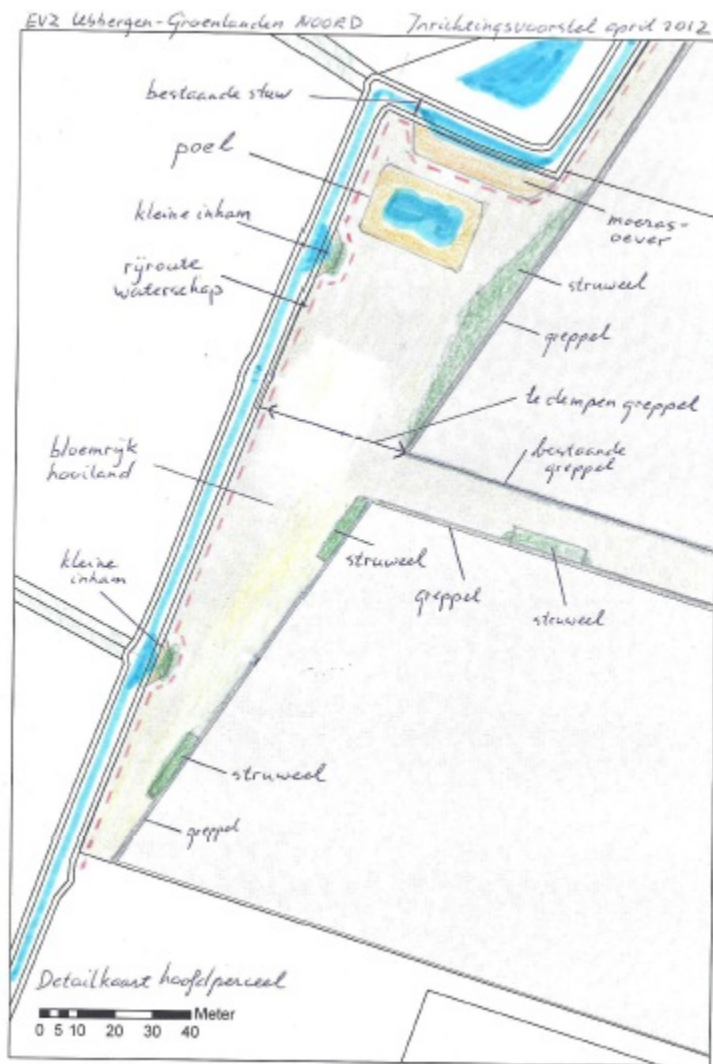 EVZ Ubbergen-Groenlanden NOORD Inrichtingsvoorstel april 2012
bestaande stuw
poel
kleine inham
rijroute
waterschap
moeras-
oever
struweel
greppel
te dempen greppel
bestaande
greppel
bloemrijk
hooiland
struweel
greppel
struweel
kleine
inham
struweel
greppel
Detailkaart hoofdperceel
Meter
0 5 10 20 30 40